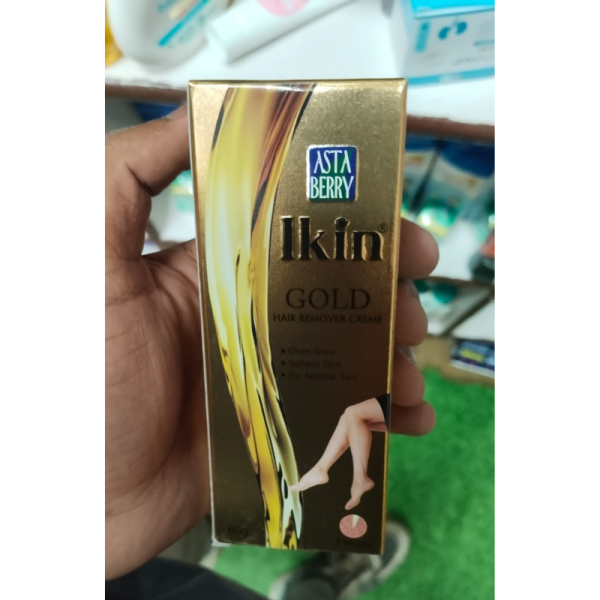 ASTA
BERRY
Ikin®
GOLD
HAIR REMOVER CREME
• Gives Glow
• Softens Skin
• For Normal Skin